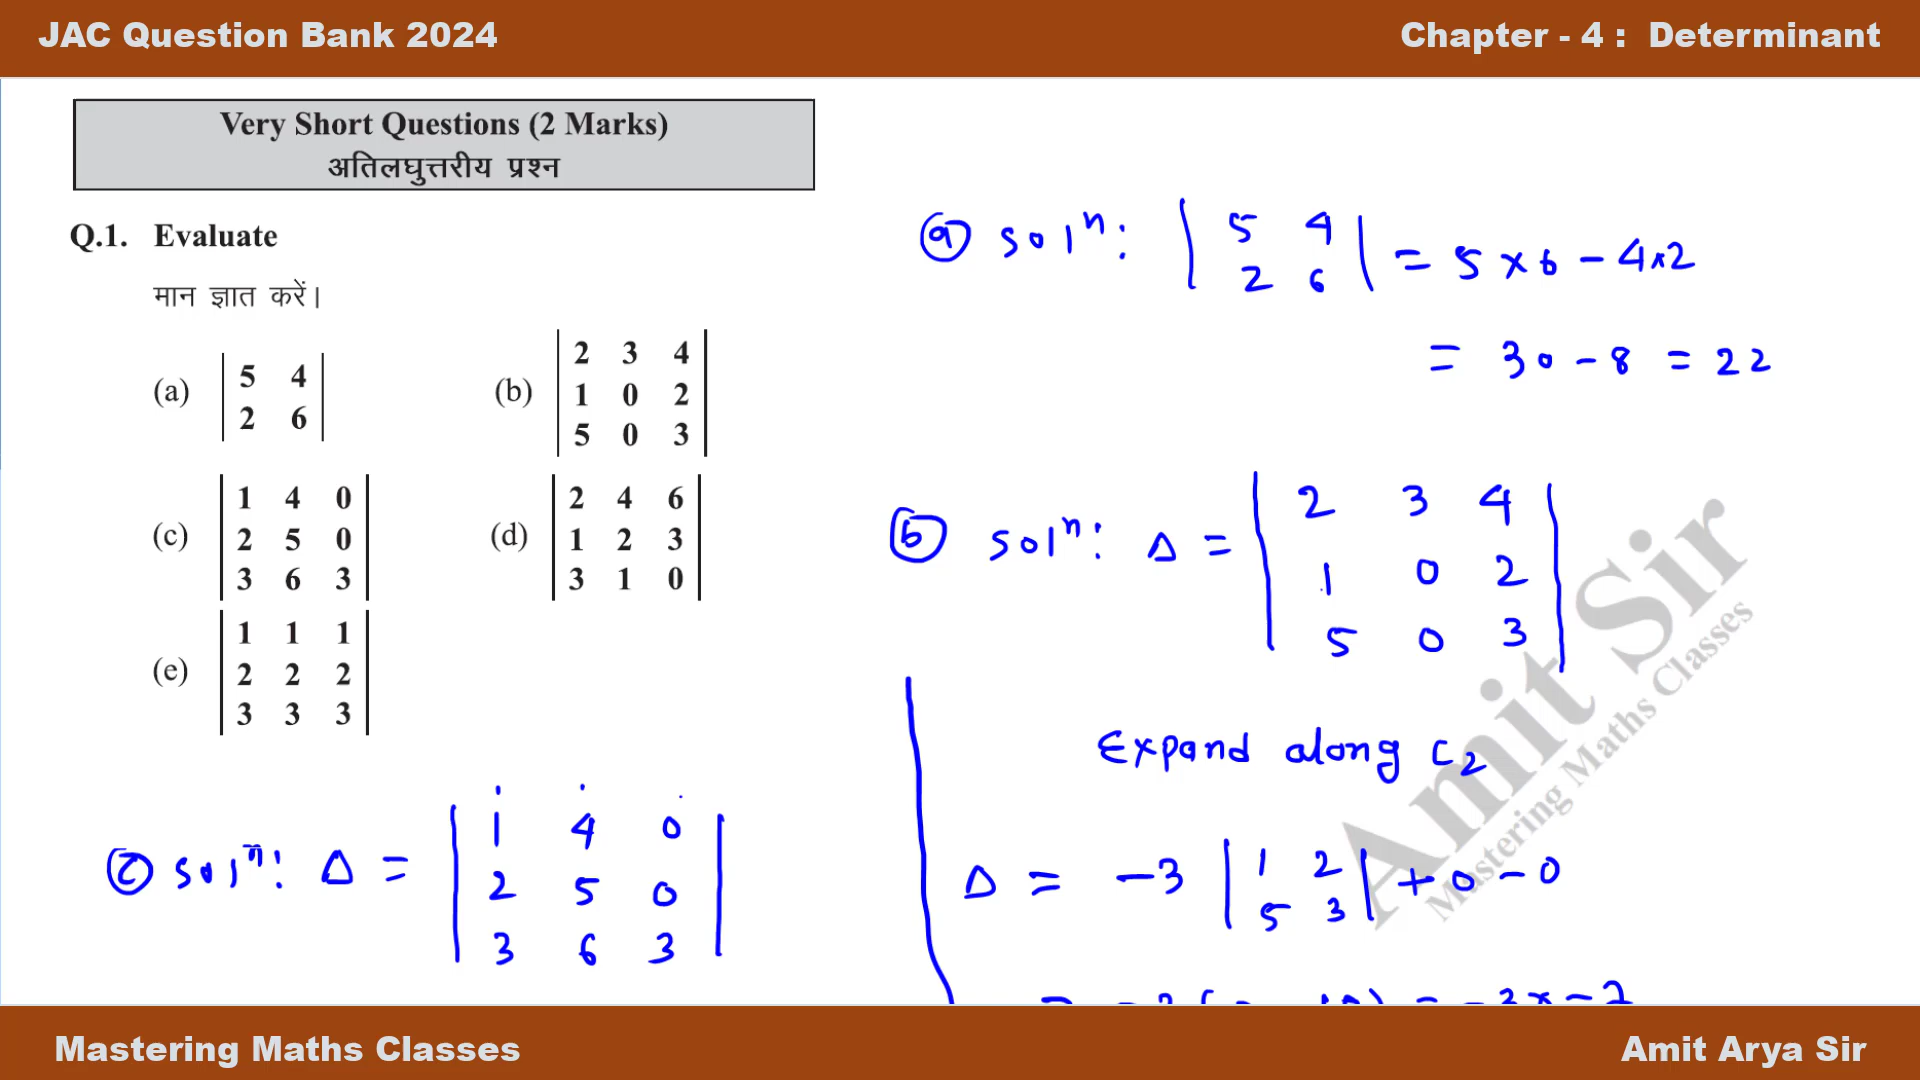 JAC Question Bank 2024
Chapter - 4 : Determinant
Very Short Questions (2 Marks)
अतिलघुत्तरीय प्रश्न
Q.1. Evaluate
मान ज्ञात करें।
(a) | 5 4 |
| 2 6 |
(b) | 2 3 4 |
| 1 0 2 |
| 5 0 3 |
(c) | 1 4 0 |
| 2 5 0 |
| 3 6 3 |
(d) | 2 4 6 |
| 1 2 3 |
| 3 1 0 |
(e) | 1 1 1 |
| 2 2 2 |
| 3 3 3 |
(a) Solⁿ: | 5 4 |
| 2 6 | = 5 × 6 - 4×2
= 30 - 8 = 22
(b) Solⁿ: Δ = | 2 3 4 |
| 1 0 2 |
| 5 0 3 |
Expand along C₂
Δ = -3 | 1 2 | + 0 - 0
| 5 3 |
(c) Solⁿ: Δ = | 1 4 0 |
| 2 5 0 |
| 3 6 3 |
Amit Sir
Mastering Maths Classes
Mastering Maths Classes
Amit Arya Sir